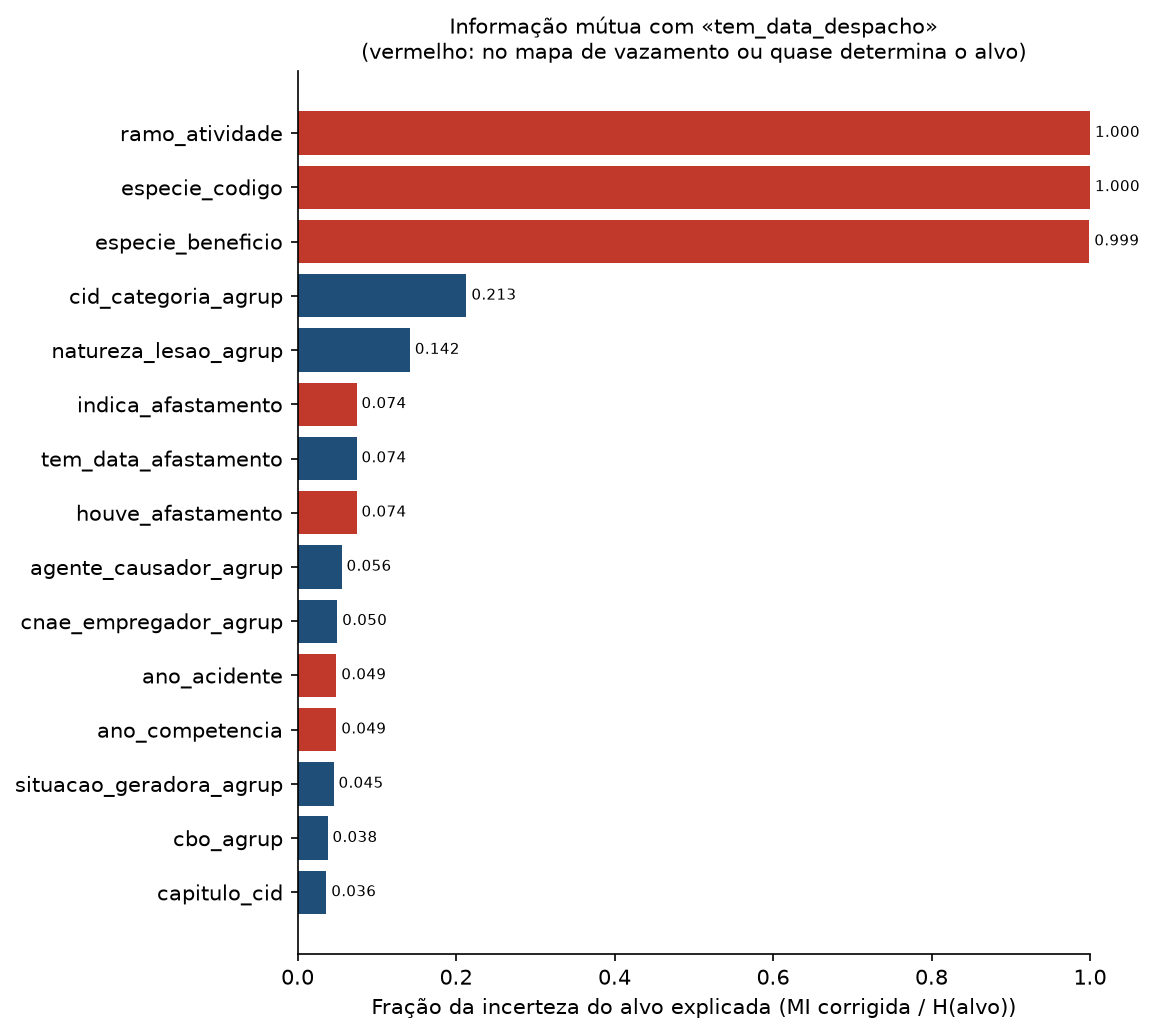 Informação mútua com «tem_data_despacho»
(vermelho: no mapa de vazamento ou quase determina o alvo)
ramo_atividade 1.000
especie_codigo 1.000
especie_beneficio 0.999
cid_categoria_agrup 0.213
natureza_lesao_agrup 0.142
indica_afastamento 0.074
tem_data_afastamento 0.074
houve_afastamento 0.074
agente_causador_agrup 0.056
cnae_empregador_agrup 0.050
ano_acidente 0.049
ano_competencia 0.049
situacao_geradora_agrup 0.045
cbo_agrup 0.038
capitulo_cid 0.036
0.0 0.2 0.4 0.6 0.8 1.0
Fração da incerteza do alvo explicada (MI corrigida / H(alvo))